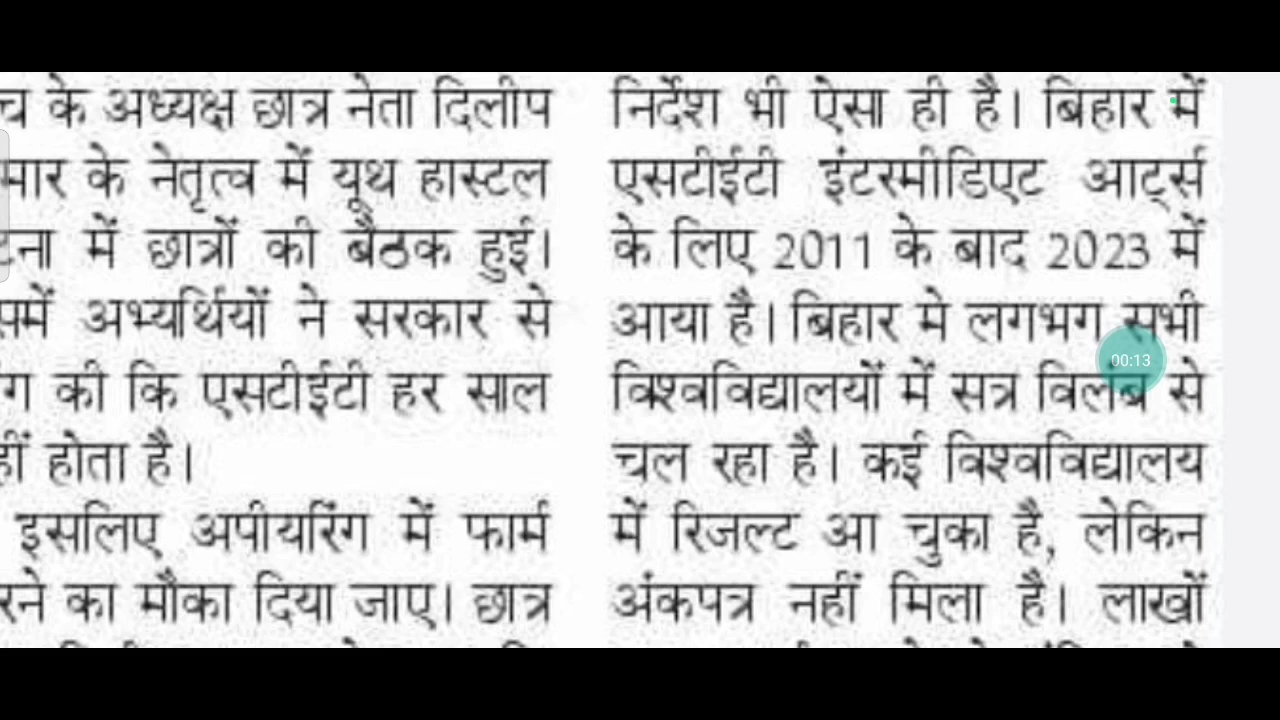 च के अध्यक्ष छात्र नेता दिलीप
मार के नेतृत्व में यूथ हास्टल
टना में छात्रों की बैठक हुई।
समें अभ्यर्थियों ने सरकार से
ग की कि एसटीईटी हर साल
हीं होता है।
इसलिए अपीयरिंग में फार्म
रने का मौका दिया जाए। छात्र
निर्देश भी ऐसा ही है। बिहार में
एसटीईटी इंटरमीडिएट आर्ट्स
के लिए 2011 के बाद 2023 में
आया है। बिहार मे लगभग सभी
विश्वविद्यालयों में सत्र विलंब से
चल रहा है। कई विश्वविद्यालय
में रिजल्ट आ चुका है, लेकिन
अंकपत्र नहीं मिला है। लाखों
00:13